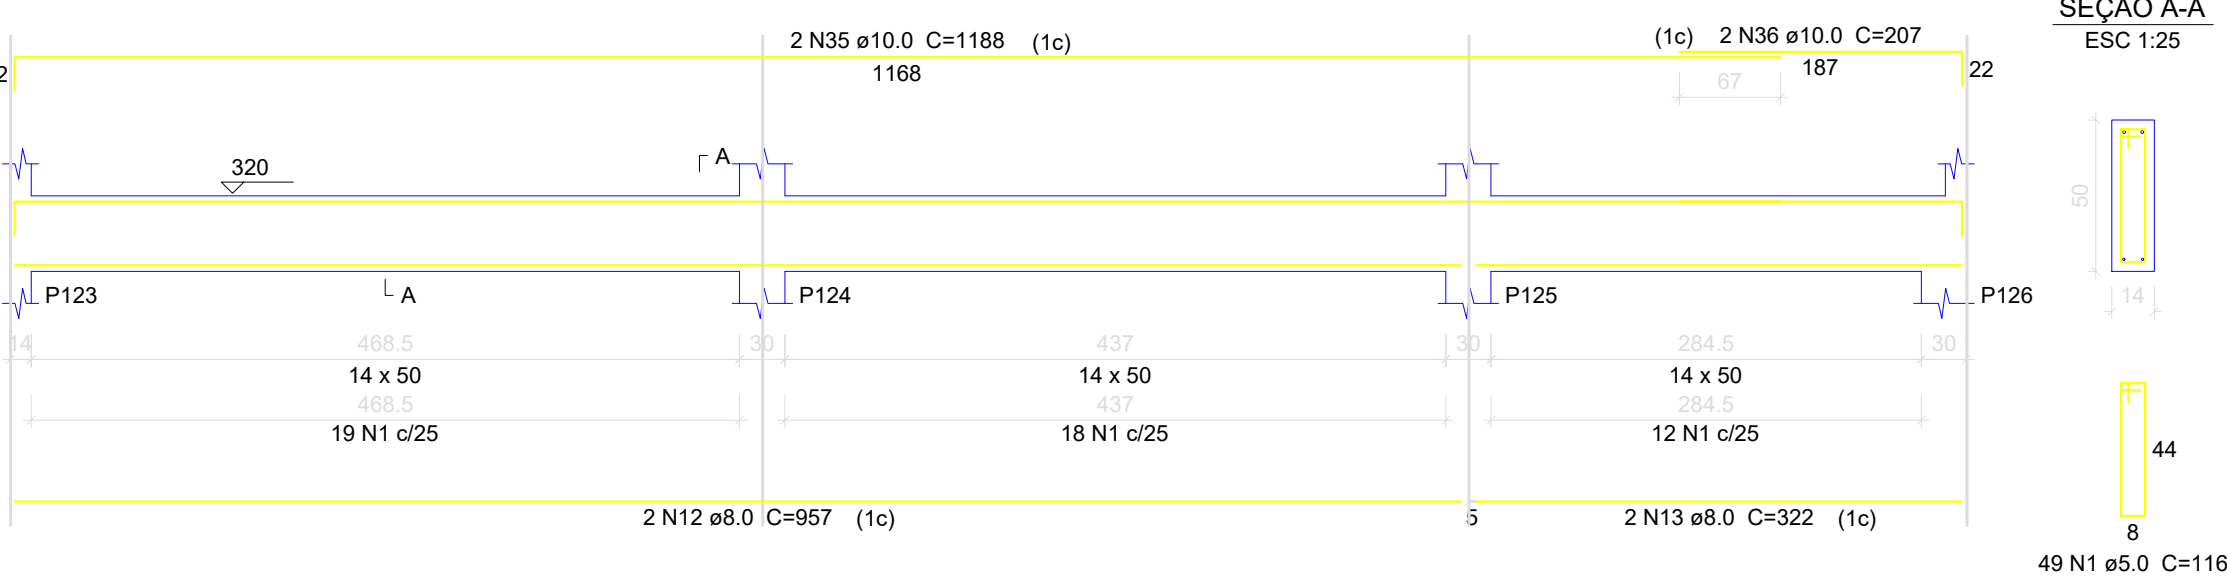 2 N35 ø10.0 C=1188 (1c)
(1c) 2 N36 ø10.0 C=207
SEÇÃO A-A
ESC 1:25
2
1168
187
22
67
A
320
50
P123
A
P124
P125
P126
14
14
468.5
30
437
30
284.5
30
14 x 50
14 x 50
14 x 50
468.5
437
284.5
19 N1 c/25
18 N1 c/25
12 N1 c/25
44
2 N12 ø8.0 C=957 (1c)
5
2 N13 ø8.0 C=322 (1c)
8
49 N1 ø5.0 C=116